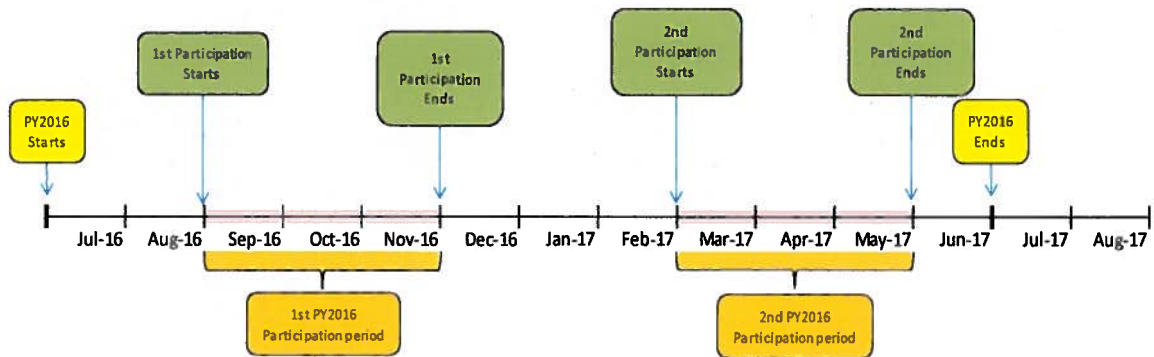 1st Participation
Starts
1st
Participation
Ends
2nd
Participation
Starts
2nd
Participation
Ends
PY2016
Starts
PY2016
Ends
Jul-16 Aug-16 Sep-16 Oct-16 Nov-16 Dec-16 Jan-17 Feb-17 Mar-17 Apr-17 May-17 Jun-17 Jul-17 Aug-17
1st PY2016
Participation period
2nd PY2016
Participation period